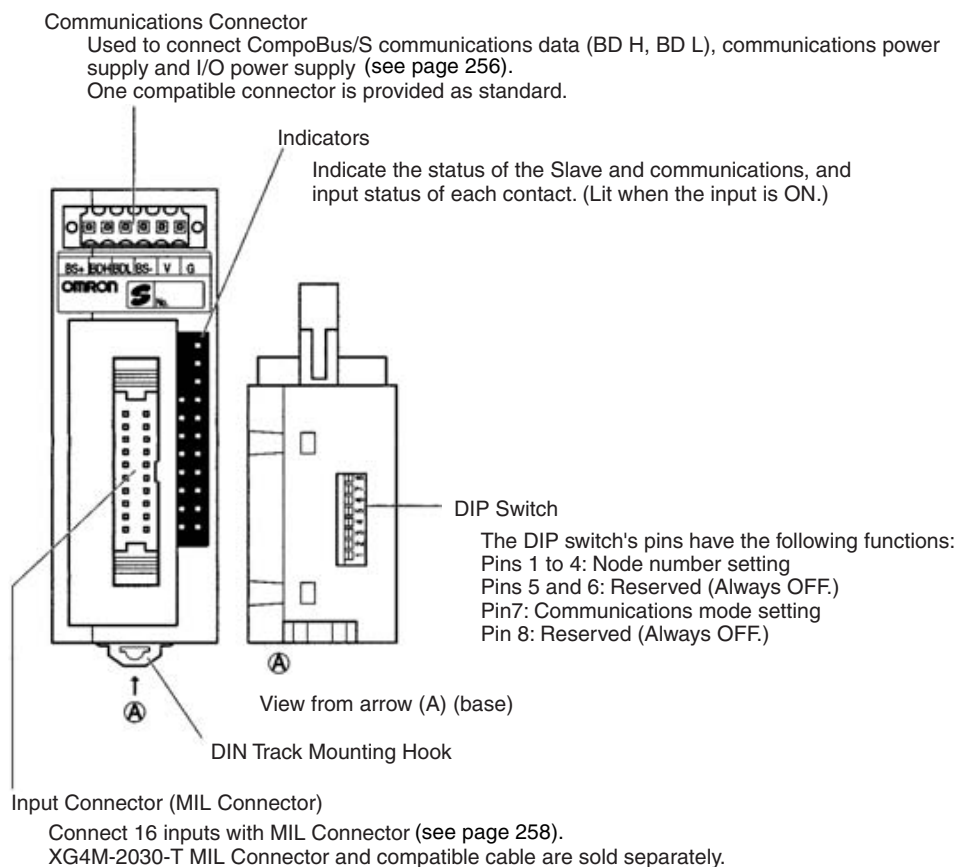 Communications Connector
Used to connect CompoBus/S communications data (BD H, BD L), communications power
supply and I/O power supply (see page 256).
One compatible connector is provided as standard.
Indicators
Indicate the status of the Slave and communications, and
input status of each contact. (Lit when the input is ON.)
BS+ BDH BDL BS- V G
OMRON S No.
DIP Switch
The DIP switch's pins have the following functions:
Pins 1 to 4: Node number setting
Pins 5 and 6: Reserved (Always OFF.)
Pin7: Communications mode setting
Pin 8: Reserved (Always OFF.)
A
A
View from arrow (A) (base)
DIN Track Mounting Hook
Input Connector (MIL Connector)
Connect 16 inputs with MIL Connector (see page 258).
XG4M-2030-T MIL Connector and compatible cable are sold separately.